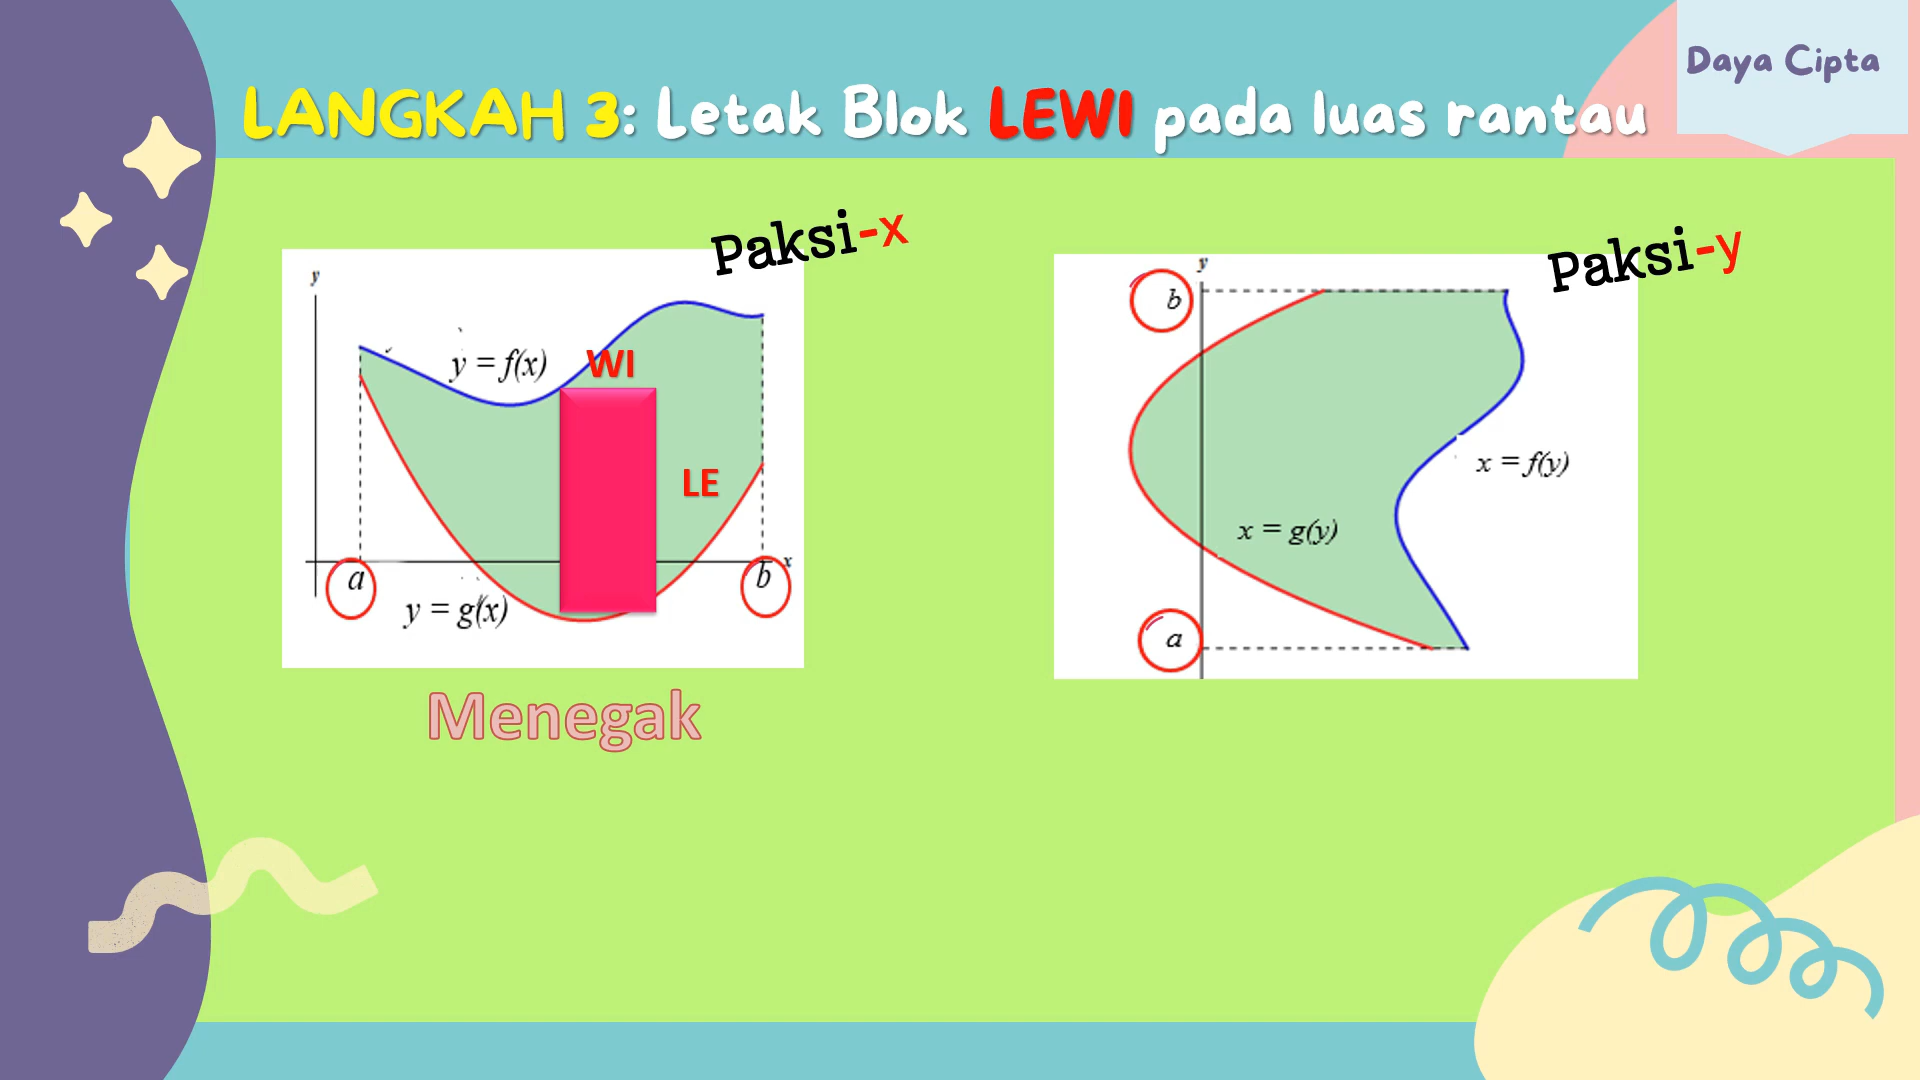 Daya Cipta
LANGKAH 3: Letak Blok LEWI pada luas rantau
Paksi-x
y
y = f(x)
WI
LE
a
b
x
y = g(x)
Menegak
Paksi-y
y
b
x = f(y)
x = g(y)
a